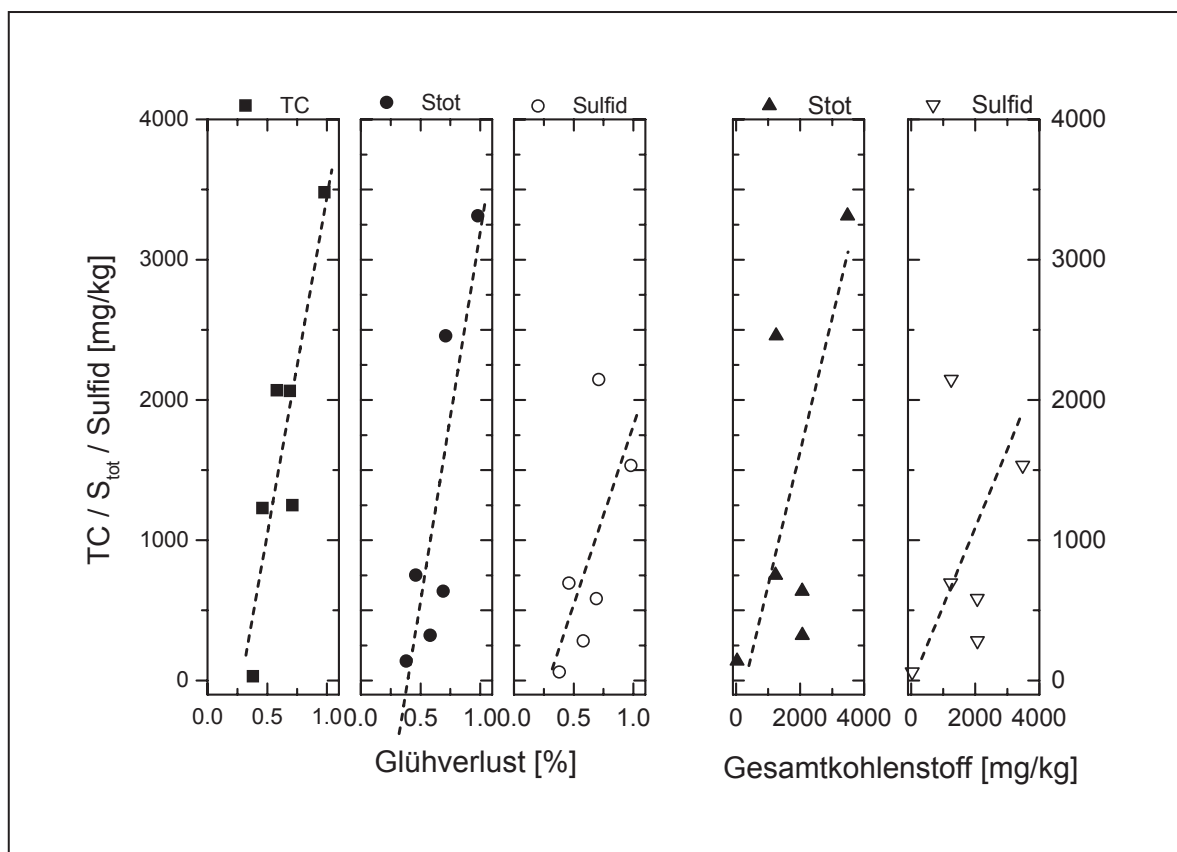 TC Stot Sulfid Stot Sulfid
4000 4000
3000 3000
2000 2000
1000 1000
0 0
TC / Stot / Sulfid [mg/kg]
0.0 0.5 1.0 0.0 0.5 1.0 0.0 0.5 1.0 0 2000 4000 0 2000 4000
Glühverlust [%] Gesamtkohlenstoff [mg/kg]